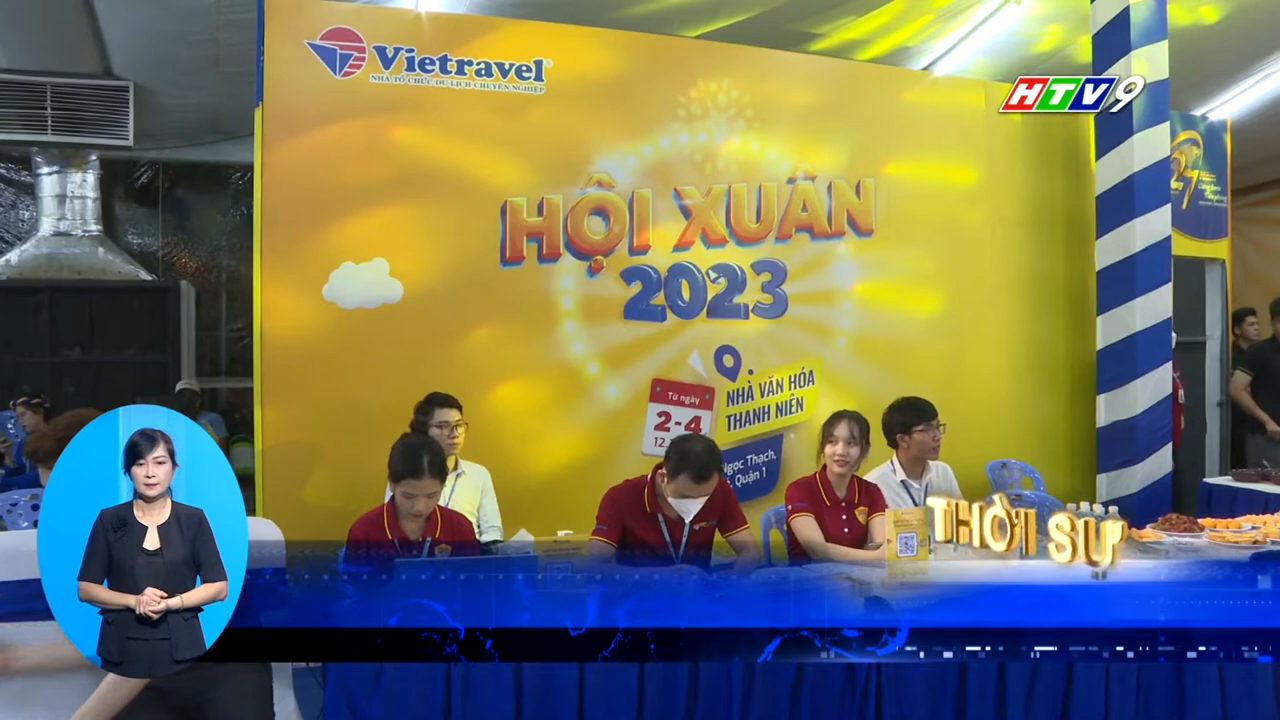 Vietravel
NHÀ TỔ CHỨC DU LỊCH CHUYÊN NGHIỆP
HTV9
HỘI XUÂN
2023
Từ ngày
2-4
NHÀ VĂN HÓA
THANH NIÊN
Ngọc Thạch,
Quận 1
THỜI SỰ